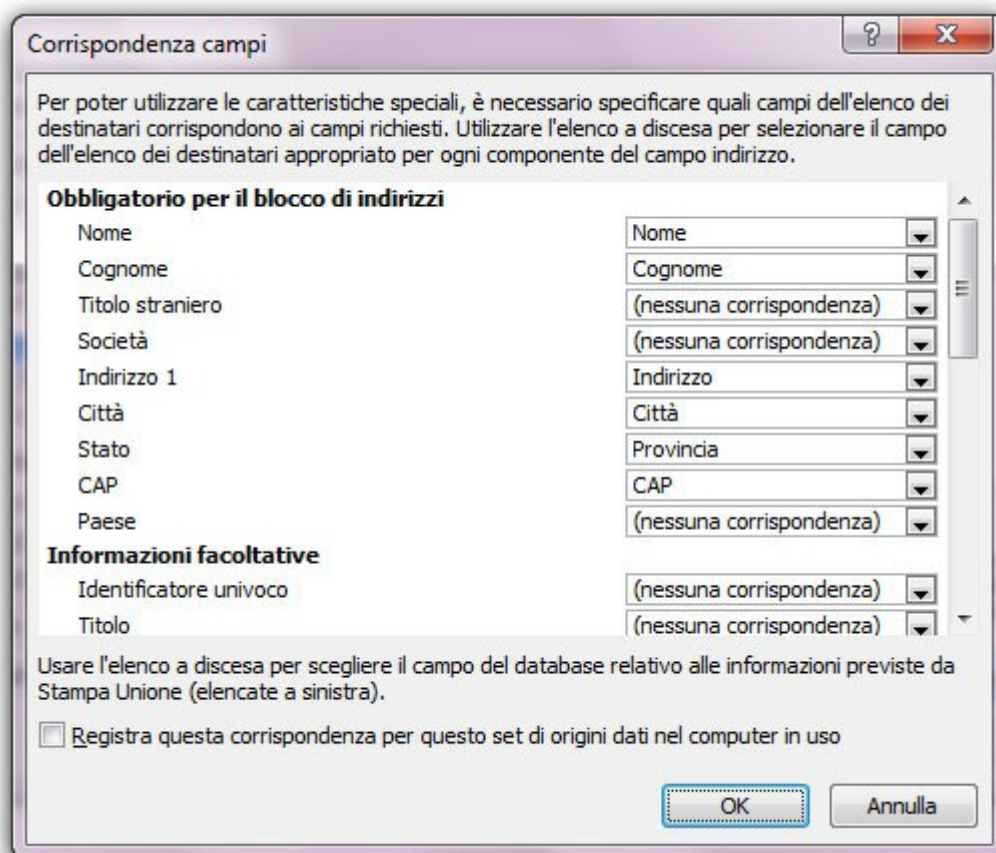 Corrispondenza campi
Per poter utilizzare le caratteristiche speciali, è necessario specificare quali campi dell'elenco dei
destinatari corrispondono ai campi richiesti. Utilizzare l'elenco a discesa per selezionare il campo
dell'elenco dei destinatari appropriato per ogni componente del campo indirizzo.
Obbligatorio per il blocco di indirizzi
Nome Nome
Cognome Cognome
Titolo straniero (nessuna corrispondenza)
Società (nessuna corrispondenza)
Indirizzo 1 Indirizzo
Città Città
Stato Provincia
CAP CAP
Paese (nessuna corrispondenza)
Informazioni facoltative
Identificatore univoco (nessuna corrispondenza)
Titolo (nessuna corrispondenza)
Usare l'elenco a discesa per scegliere il campo del database relativo alle informazioni previste da
Stampa Unione (elencate a sinistra).
Registra questa corrispondenza per questo set di origini dati nel computer in uso
OK Annulla